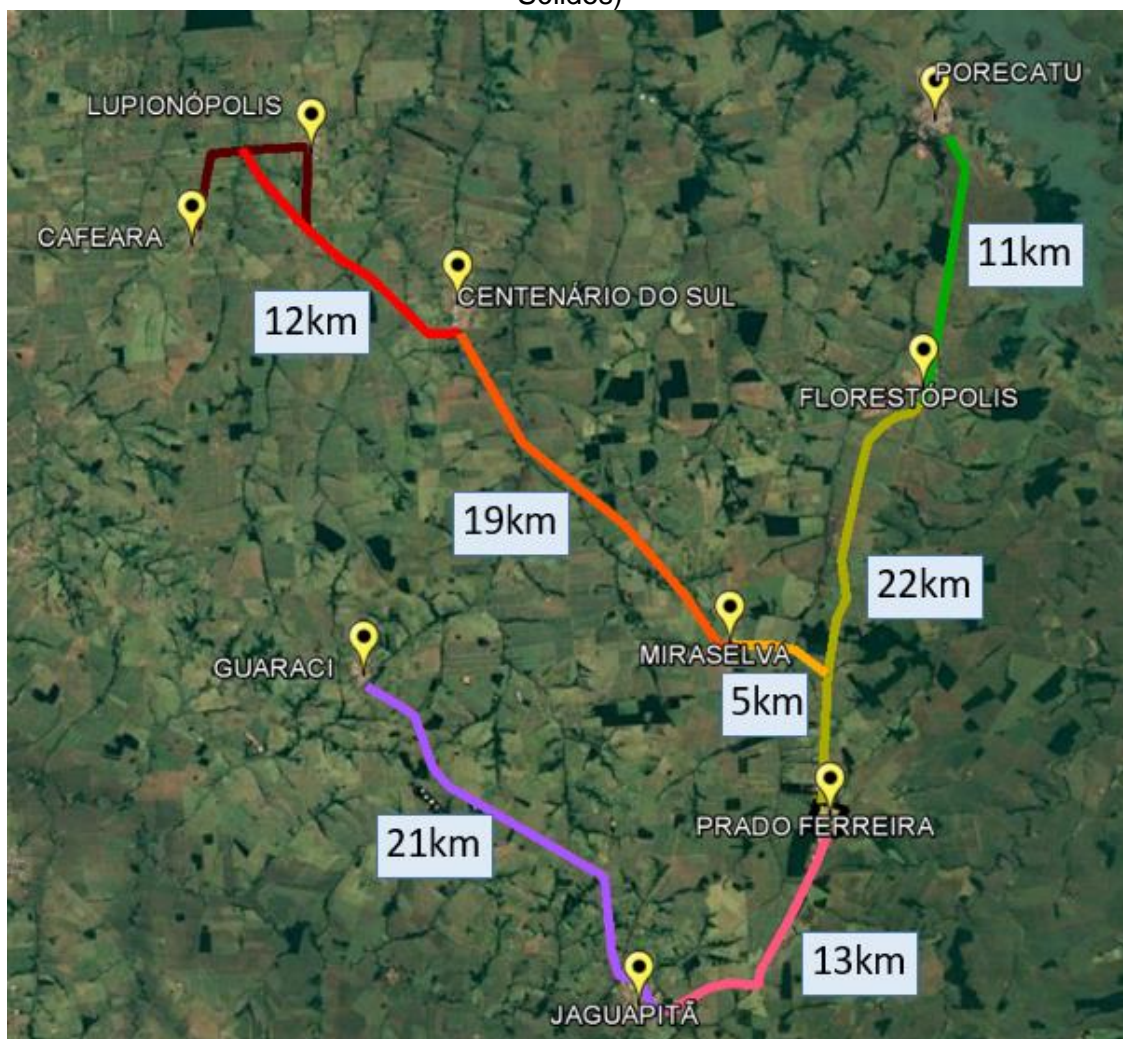 Sólidos)
PORECATU
LUPIONÓPOLIS
CAFEARA
11km
CENTENÁRIO DO SUL
12km
FLORESTÓPOLIS
19km
22km
MIRASELVA
GUARACI
5km
PRADO FERREIRA
21km
13km
JAGUAPITÃ